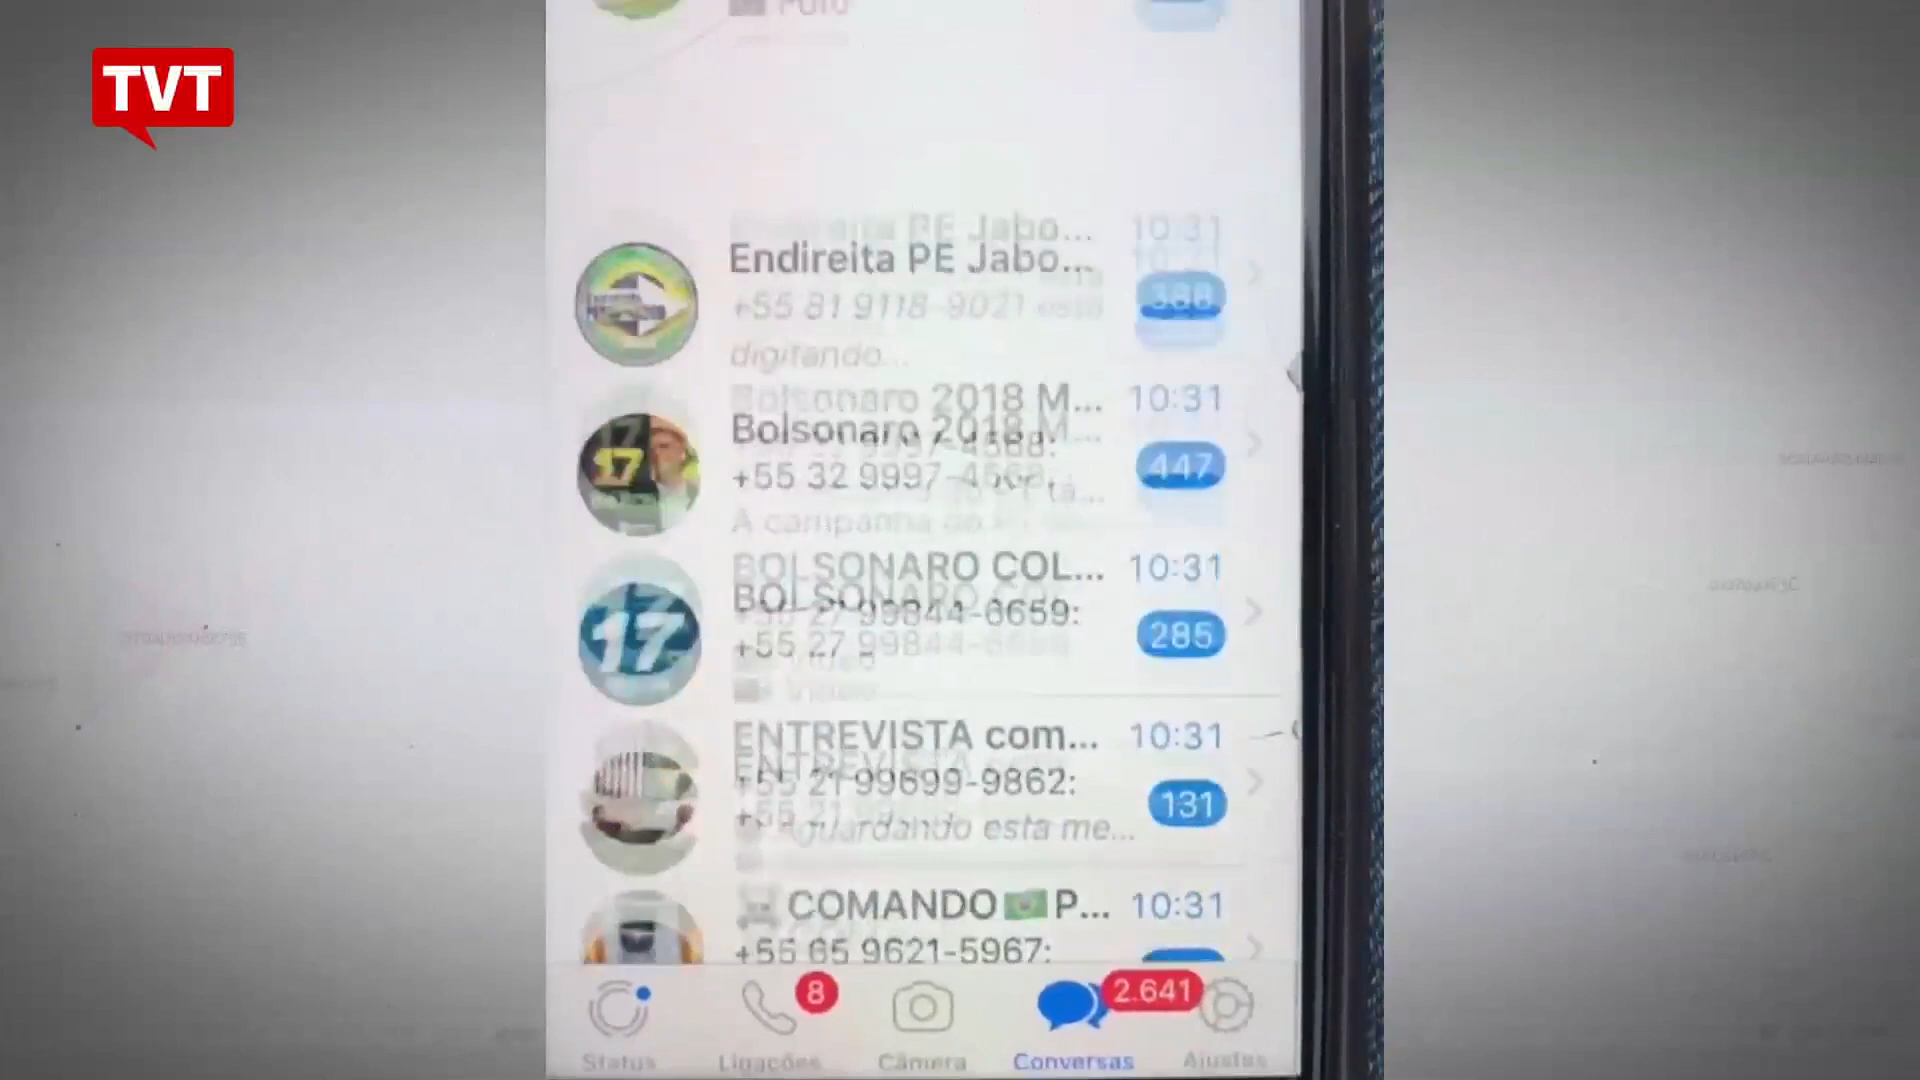 TVT
Endireita PE Jabo...
10:31
+55 81 9118-9021 está
388
digitando...
Bolsonaro 2018 M...
10:31
+55 32 9997-4568:
447
A campanha do
BOLSONARO COL...
10:31
+55 27 99844-6659:
285
ENTREVISTA com...
10:31
+55 21 99699-9862:
131
Aguardando esta me...
COMANDO P...
10:31
+55 65 9621-5967:
8
2.641
Status
Ligações
Câmera
Conversas
Ajustes